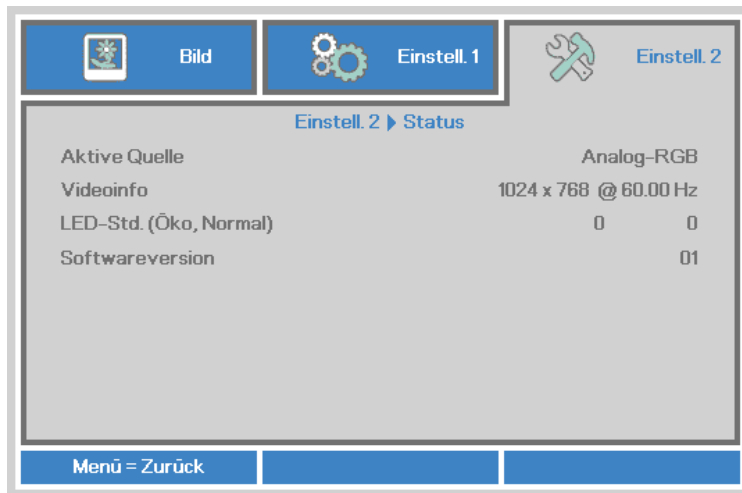 Bild
Einstell. 1
Einstell. 2
Einstell. 2 ▶ Status
Aktive Quelle Analog-RGB
Videoinfo 1024 x 768 @ 60.00 Hz
LED-Std. (Öko, Normal) 0 0
Softwareversion 01
Menü = Zurück